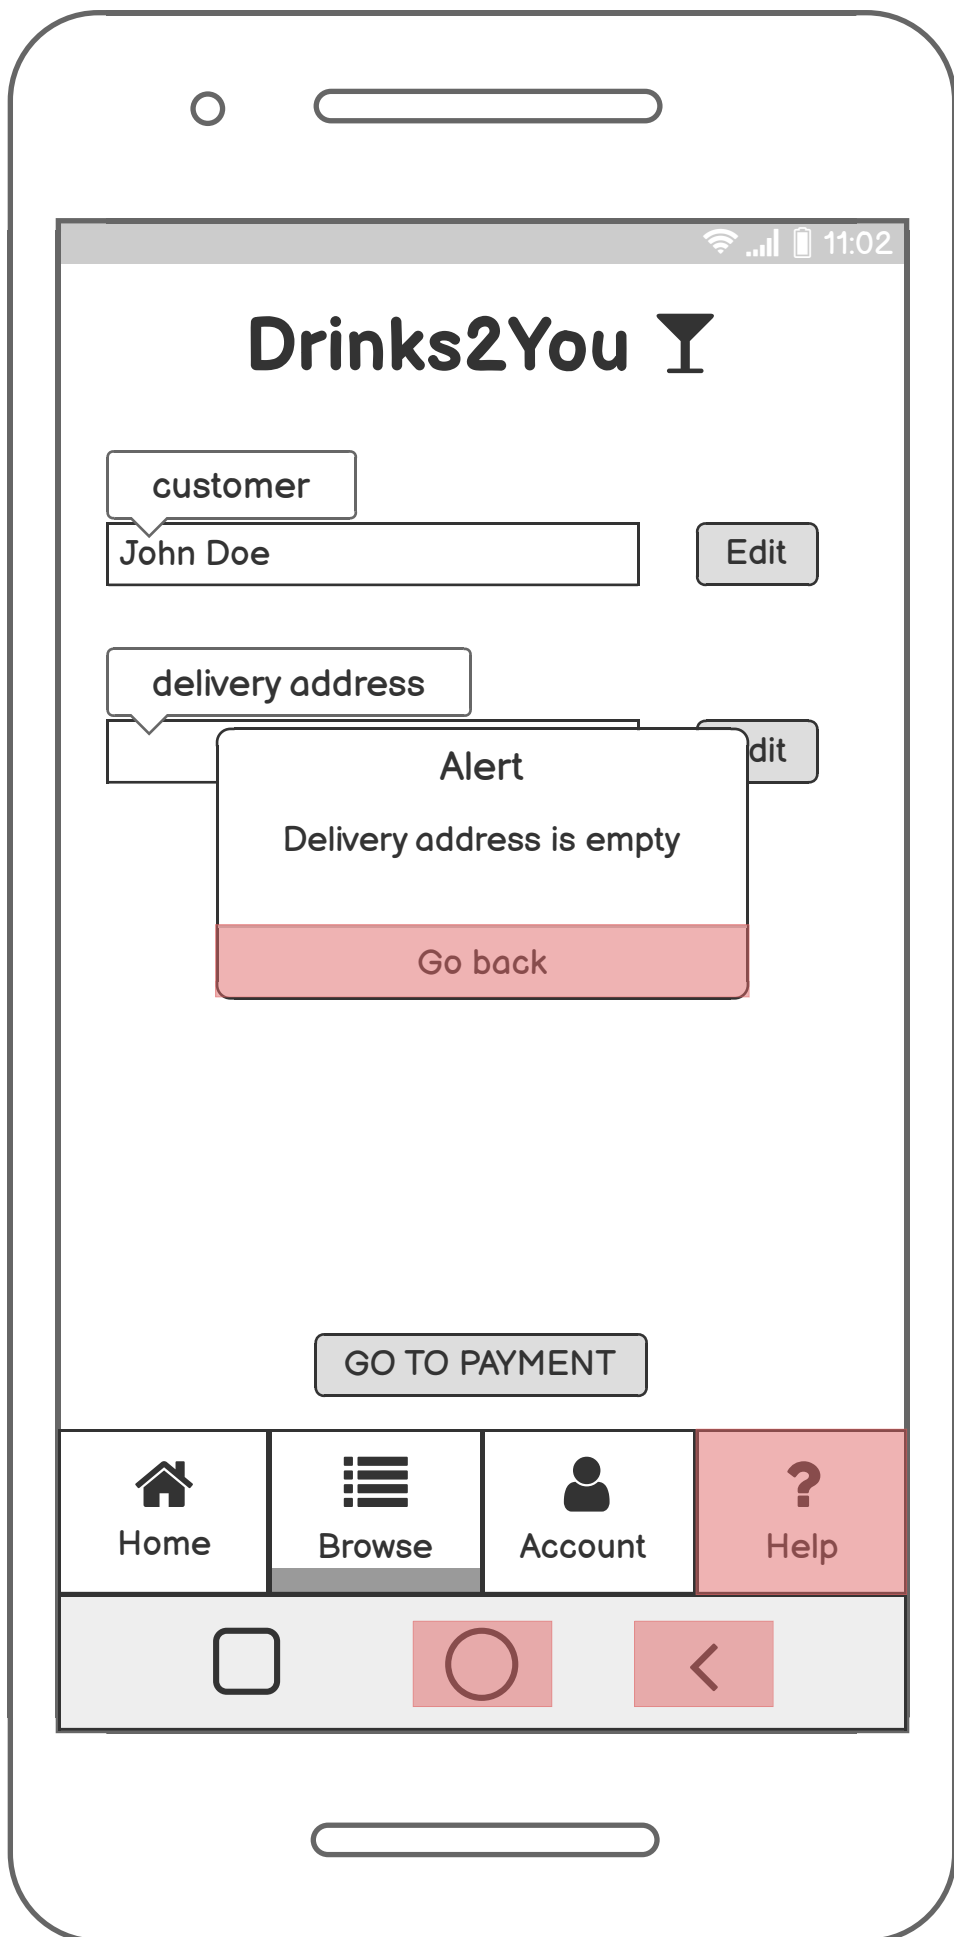 11:02
Drinks2You
customer
John Doe
Edit
delivery address
dit
Alert
Delivery address is empty
Go back
GO TO PAYMENT
Home
Browse
Account
Help